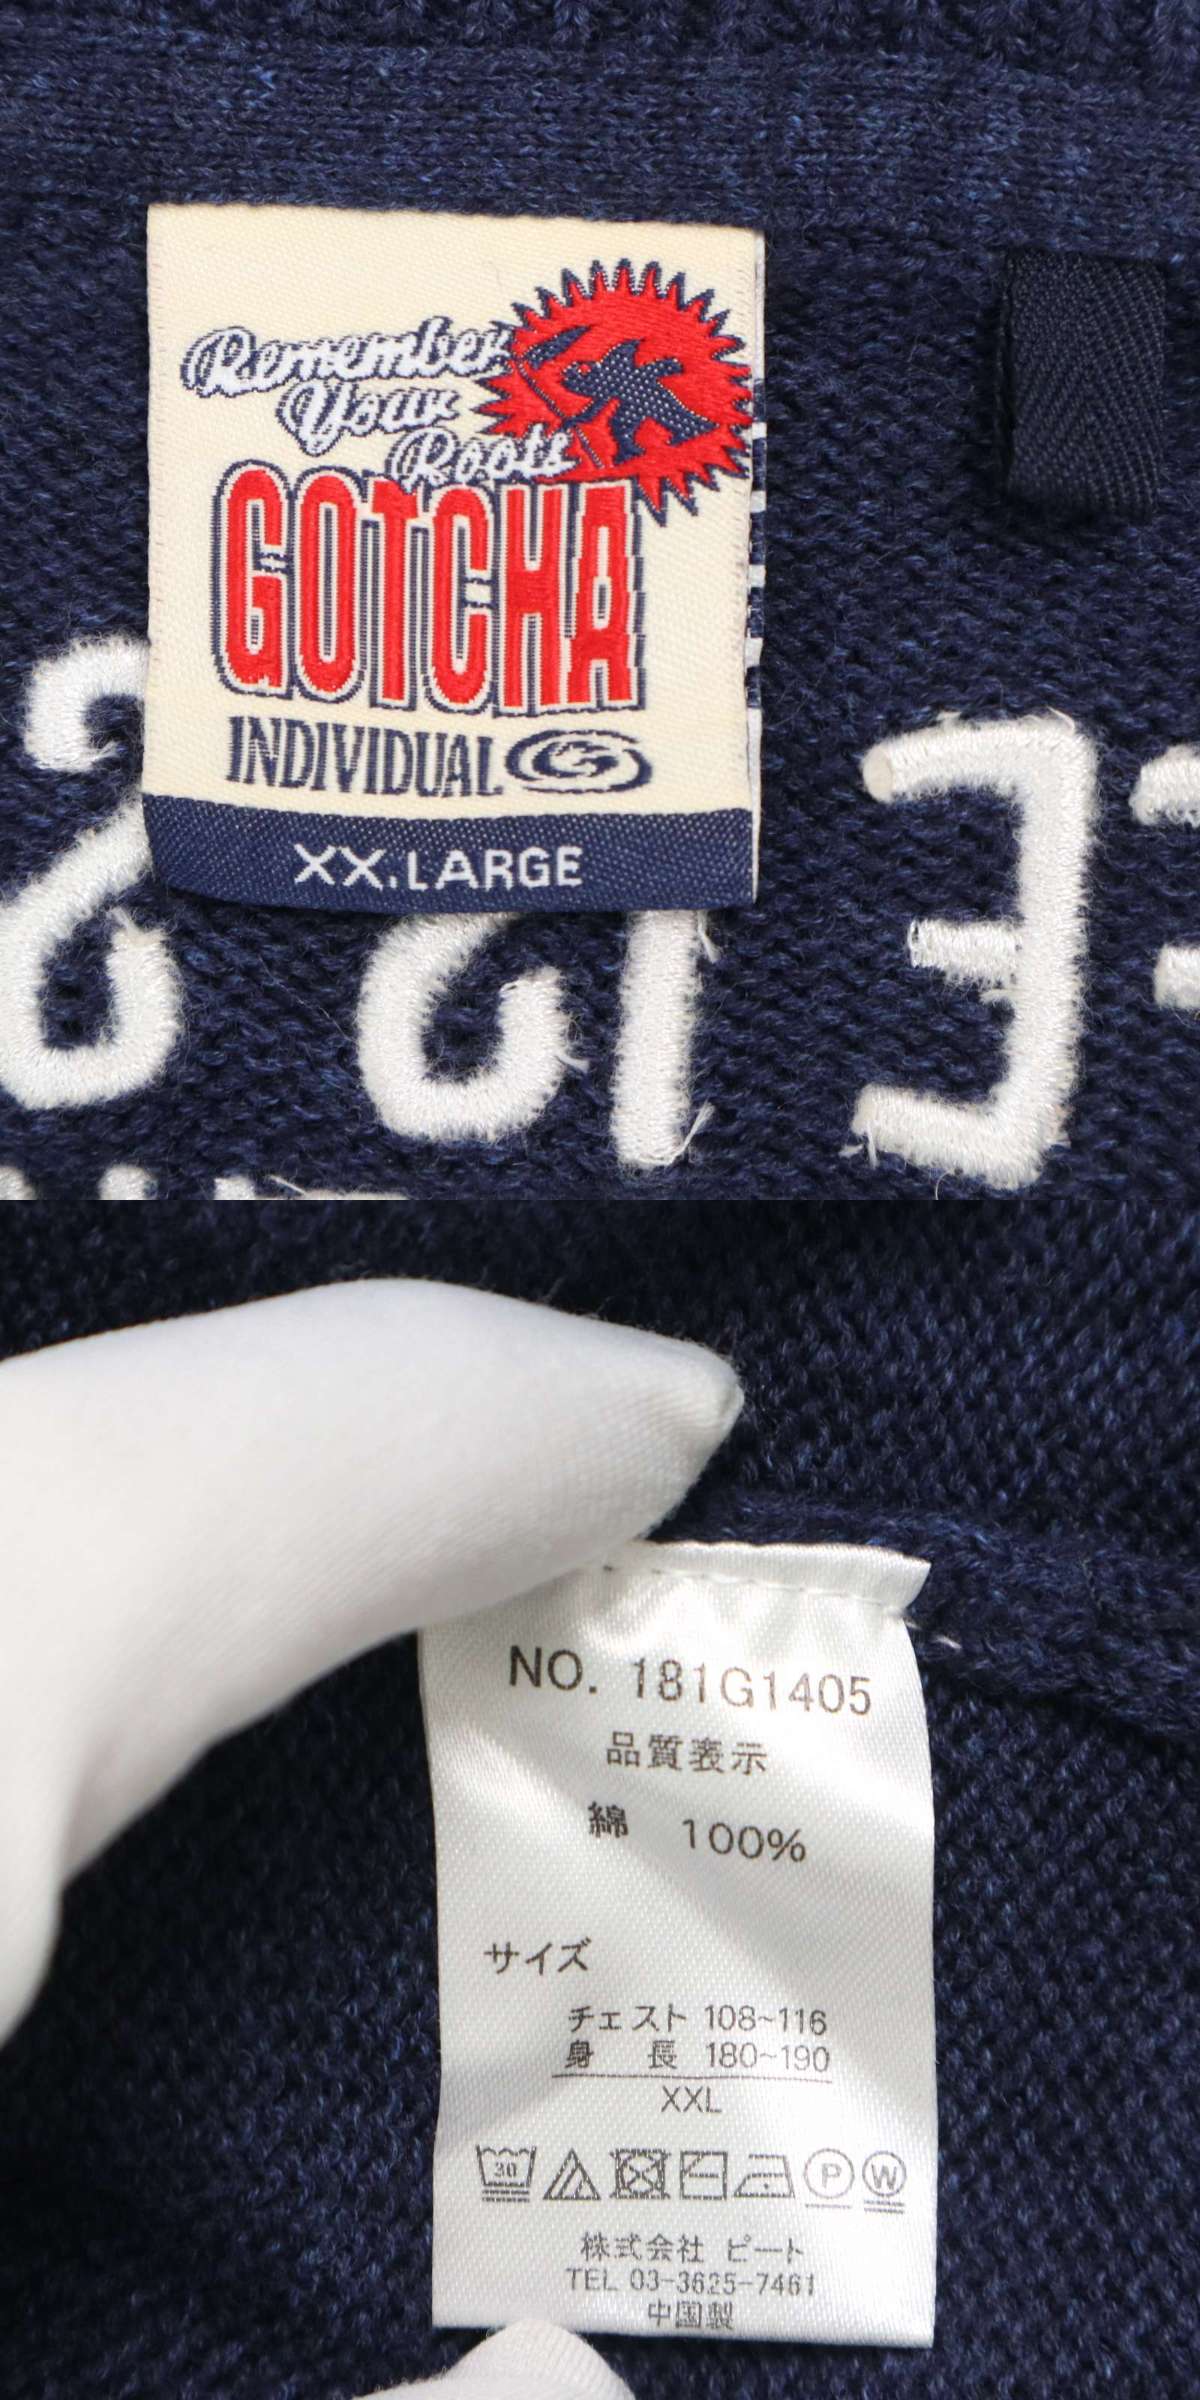 Remember
Your
Roots
GOTCHA
INDIVIDUAL
XX.LARGE
NO. 181G1405
品質表示
綿 100%
サイズ
チェスト 108~116
身 長 180~190
XXL
30
P
W
株式会社 ピート
TEL 03-3625-7461
中国製